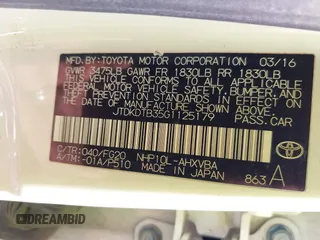 MFD.BY:TOYOTA MOTOR CORPORATION 03/16
GVWR 3475LB GAWR FR 1830LB RR 1830LB
THIS VEHICLE CONFORMS TO ALL APPLICABLE
FEDERAL MOTOR VEHICLE SAFETY, BUMPER, AND
THEFT PREVENTION STANDARDS IN EFFECT ON
THE DATE OF MANUFACTURE SHOWN ABOVE.
JTDKDTB35G1125179 PASS.CAR
C/TR:040/FG20 NHP10L-AHXVBA
A/TM:-01A/P510 MADE IN JAPAN 863 A
DREAMBID